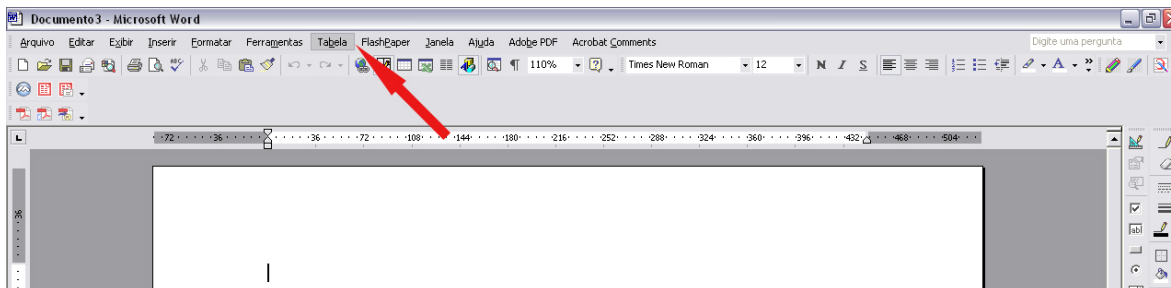 Documento3 - Microsoft Word
Arquivo Editar Exibir Inserir Formatar Ferramentas Tabela FlashPaper Janela Ajuda Adobe PDF Acrobat Comments Digite uma pergunta
110% Times New Roman 12 N I S A
L 72 36 36 72 108 144 180 216 252 288 324 360 396 432 468 504
36
ab